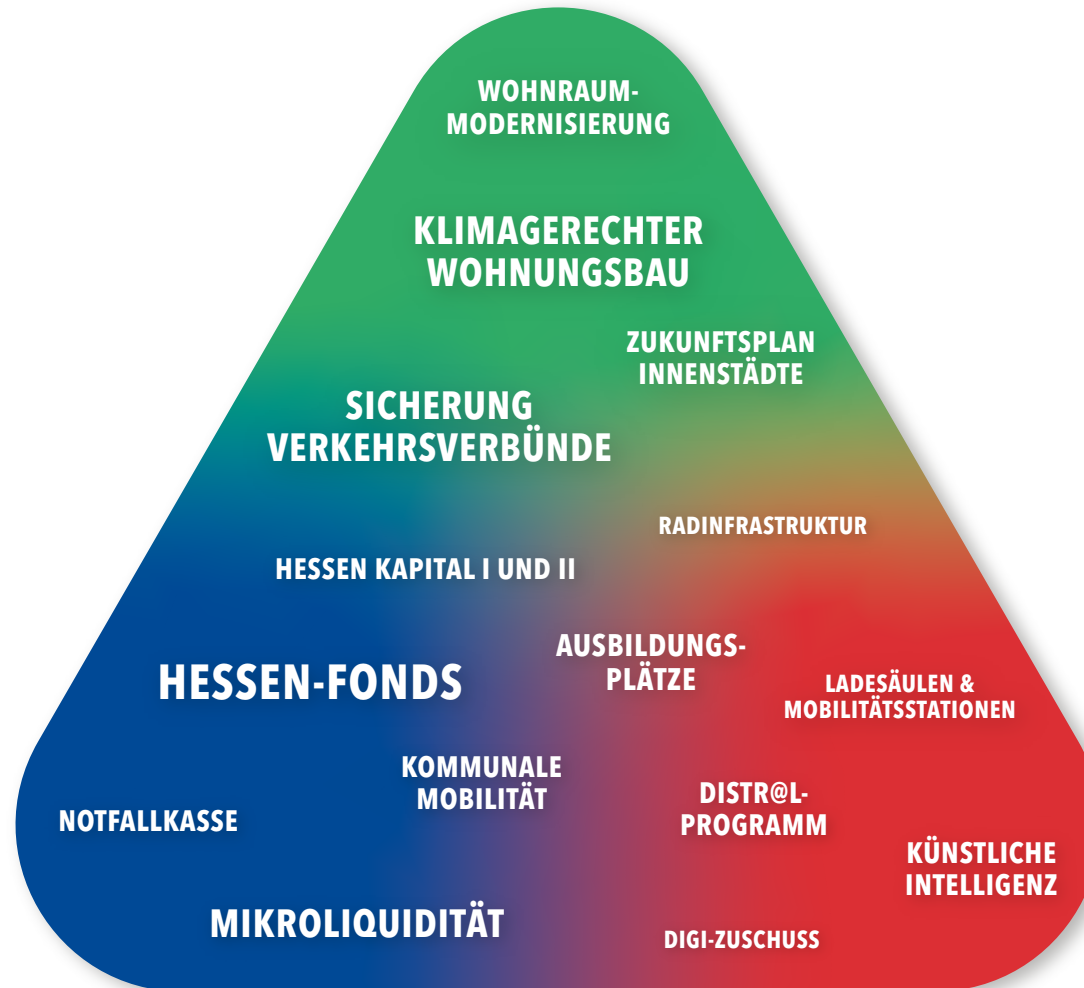 WOHNRAUM-
MODERNISIERUNG
KLIMAGERECHTER
WOHNUNGSBAU
ZUKUNFTSPLAN
INNENSTÄDTE
SICHERUNG
VERKEHRSVERBÜNDE
RADINFRASTRUKTUR
HESSEN KAPITAL I UND II
AUSBILDUNGS-
PLÄTZE
HESSEN-FONDS
LADESÄULEN &
MOBILITÄTSSTATIONEN
KOMMUNALE
MOBILITÄT
DISTR@L-
PROGRAMM
NOTFALLKASSE
KÜNSTLICHE
INTELLIGENZ
MIKROLIQUIDITÄT
DIGI-ZUSCHUSS